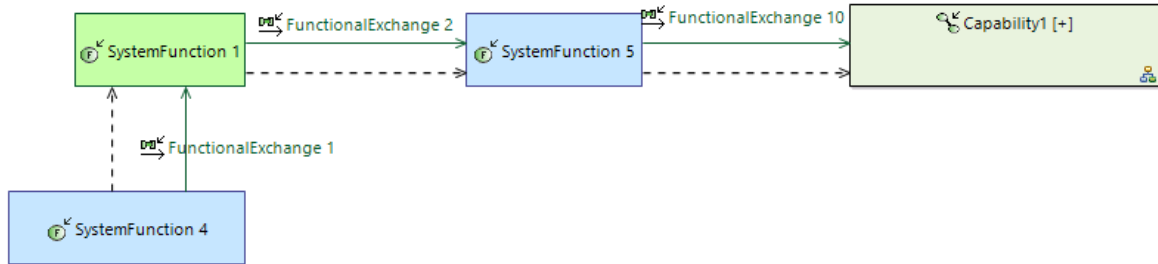 FunctionalExchange 2
FunctionalExchange 10
Capability1 [+]
F SystemFunction 1
F SystemFunction 5
FunctionalExchange 1
F SystemFunction 4